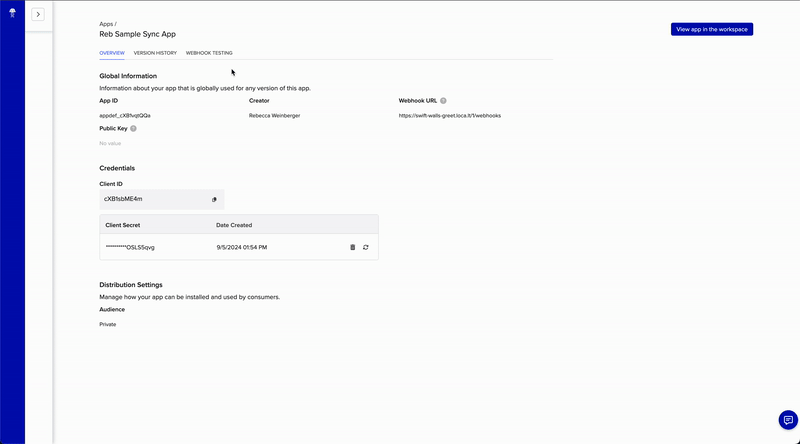 Apps /
Reb Sample Sync App
View app in the workspace
OVERVIEW VERSION HISTORY WEBHOOK TESTING
Global Information
Information about your app that is globally used for any version of this app.
App ID Creator Webhook URL ?
appdef_cXB1vqtQQa Rebecca Weinberger https://swift-walls-greet.loca.lt/1/webhooks
Public Key ?
No value
Credentials
Client ID
cXB1sbME4m
Client Secret Date Created
**********OSLS5qvg 9/5/2024 01:54 PM
Distribution Settings
Manage how your app can be installed and used by consumers.
Audience
Private